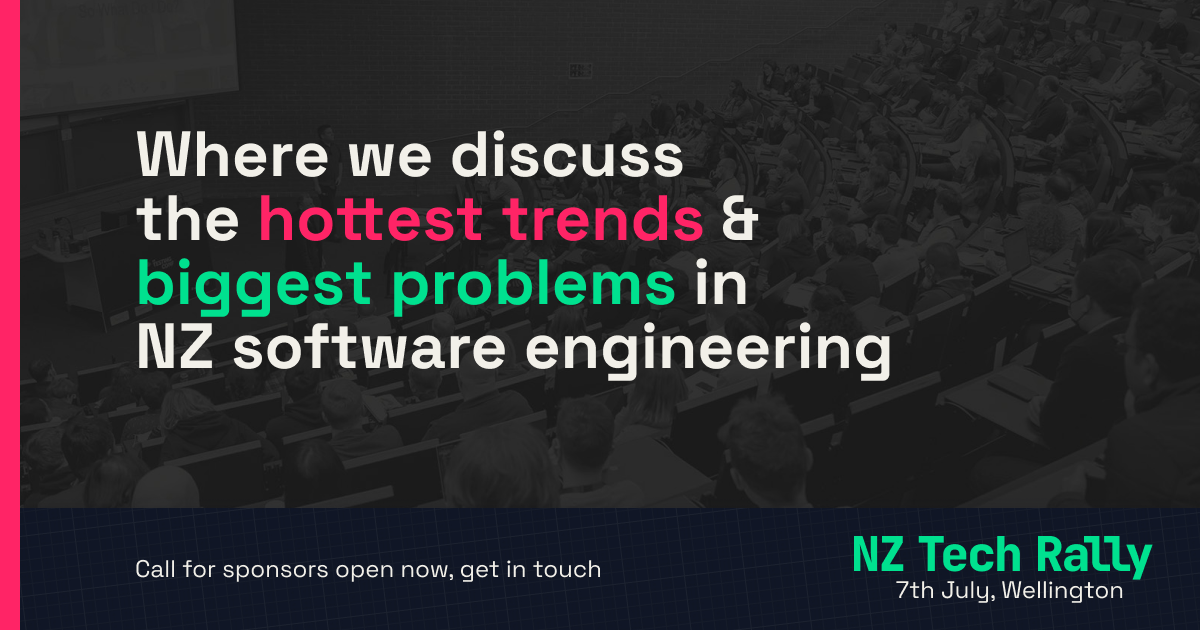 Where we discuss
the hottest trends &
biggest problems in
NZ software engineering
Call for sponsors open now, get in touch
NZ Tech Rally
7th July, Wellington